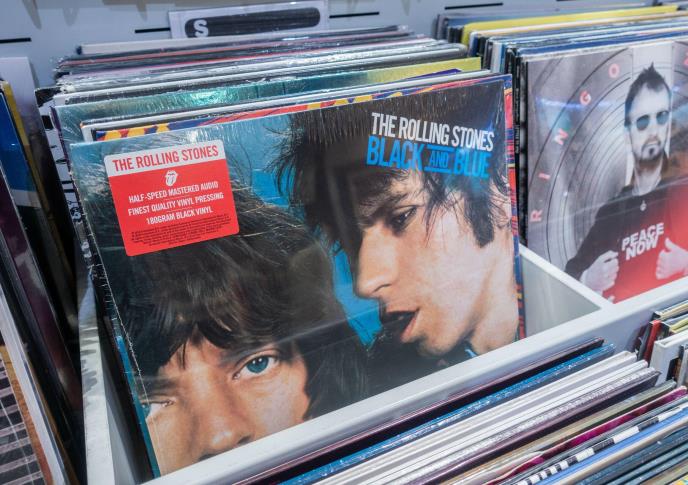 S
THE ROLLING STONES
HALF-SPEED MASTERED AUDIO
FINEST QUALITY VINYL PRESSING
180GRAM BLACK VINYL
THE ROLLING STONES
BLACK AND BLUE
RINGO
PEACE
NOW